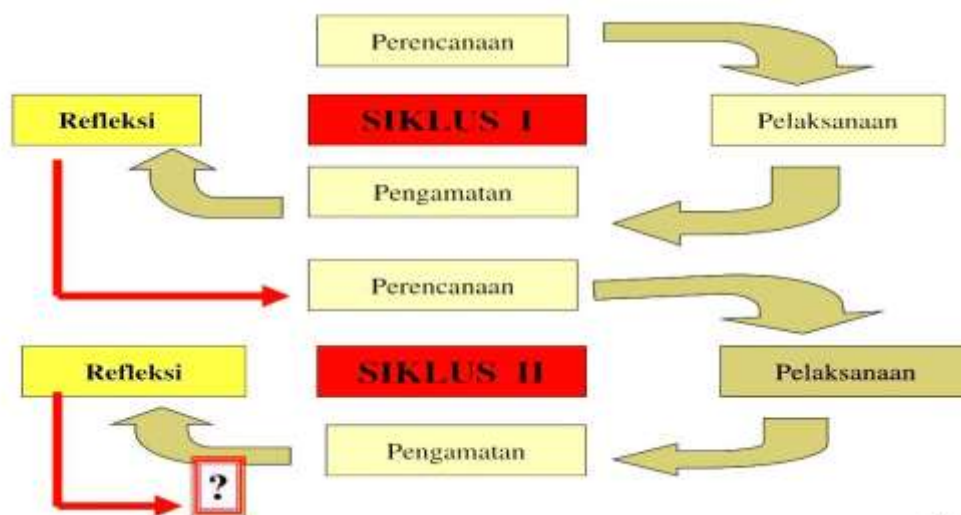 Perencanaan
Refleksi
SIKLUS I
Pelaksanaan
Pengamatan
Perencanaan
Refleksi
SIKLUS II
Pelaksanaan
Pengamatan
?